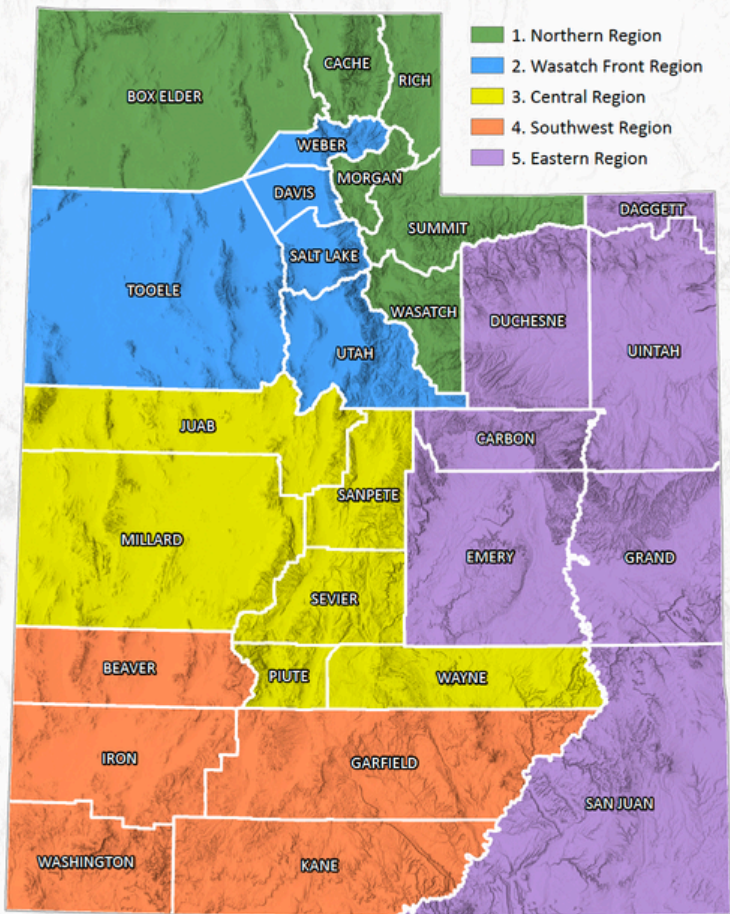 1. Northern Region
2. Wasatch Front Region
3. Central Region
4. Southwest Region
5. Eastern Region
CACHE
RICH
BOX ELDER
WEBER
MORGAN
DAVIS
DAGGETT
SUMMIT
SALT LAKE
TOOELE
WASATCH
DUCHESNE
UTAH
UINTAH
JUAB
CARBON
SANPETE
MILLARD
EMERY
GRAND
SEVIER
BEAVER
PIUTE
WAYNE
IRON
GARFIELD
SAN JUAN
WASHINGTON
KANE